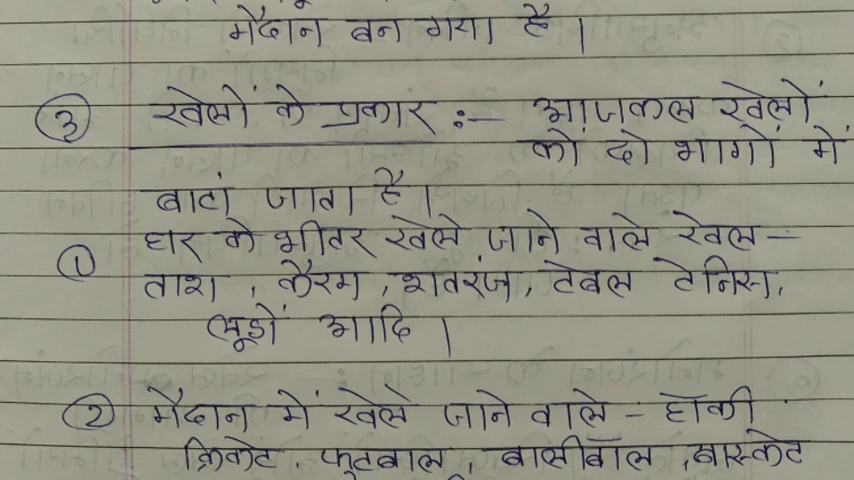 मैदान बन गया है |
③ खेलों के प्रकार :- आजकल खेलों
को दो भागों में
बाटां जाता है |
① घर के भीतर खेले जाने वाले खेल -
ताश , कैरम , शतरंज , टेबल टेनिस ,
लूडों आदि |
② मैदान में खेले जाने वाले - हॉकी
क्रिकेट , फुटबाल , बालीबॉल , बास्केट